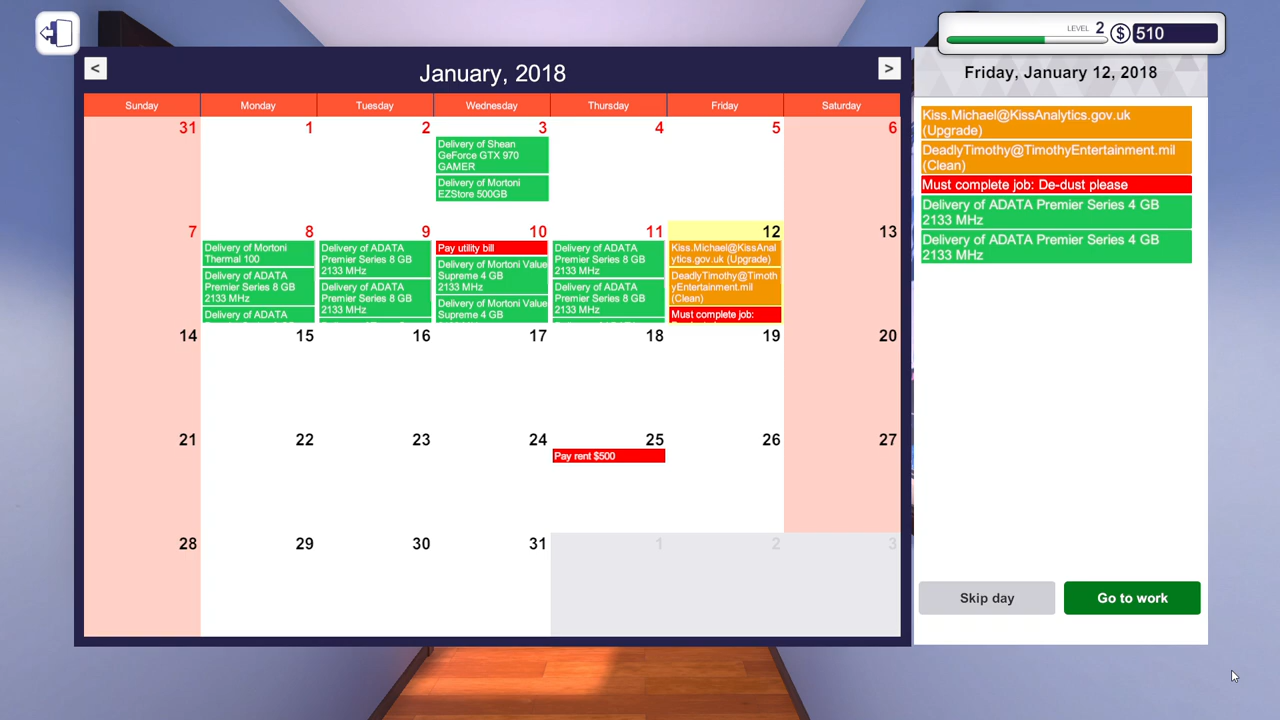 LEVEL 2 $ 510
< January, 2018 >
Sunday Monday Tuesday Wednesday Thursday Friday Saturday
31 1 2 3 4 5 6
Delivery of Shean
GeForce GTX 970
GAMER
Delivery of Mortoni
EZStore 500GB
7 8 9 10 11 12 13
Delivery of Mortoni
Thermal 100
Delivery of ADATA
Premier Series 8 GB
2133 MHz
Delivery of ADATA
Delivery of ADATA
Premier Series 8 GB
2133 MHz
Delivery of ADATA
Premier Series 8 GB
2133 MHz
Pay utility bill
Delivery of Mortoni Value
Supreme 4 GB
2133 MHz
Delivery of Mortoni Value
Supreme 4 GB
Delivery of ADATA
Premier Series 8 GB
2133 MHz
Delivery of ADATA
Premier Series 8 GB
2133 MHz
Kiss.Michael@KissAnal
ytics.gov.uk (Upgrade)
DeadlyTimothy@Timoth
yEntertainment.mil
(Clean)
Must complete job:
14 15 16 17 18 19 20
21 22 23 24 25 26 27
Pay rent $500
28 29 30 31 1 2 3
Friday, January 12, 2018
Kiss.Michael@KissAnalytics.gov.uk
(Upgrade)
DeadlyTimothy@TimothyEntertainment.mil
(Clean)
Must complete job: De-dust please
Delivery of ADATA Premier Series 4 GB
2133 MHz
Delivery of ADATA Premier Series 4 GB
2133 MHz
Skip day Go to work